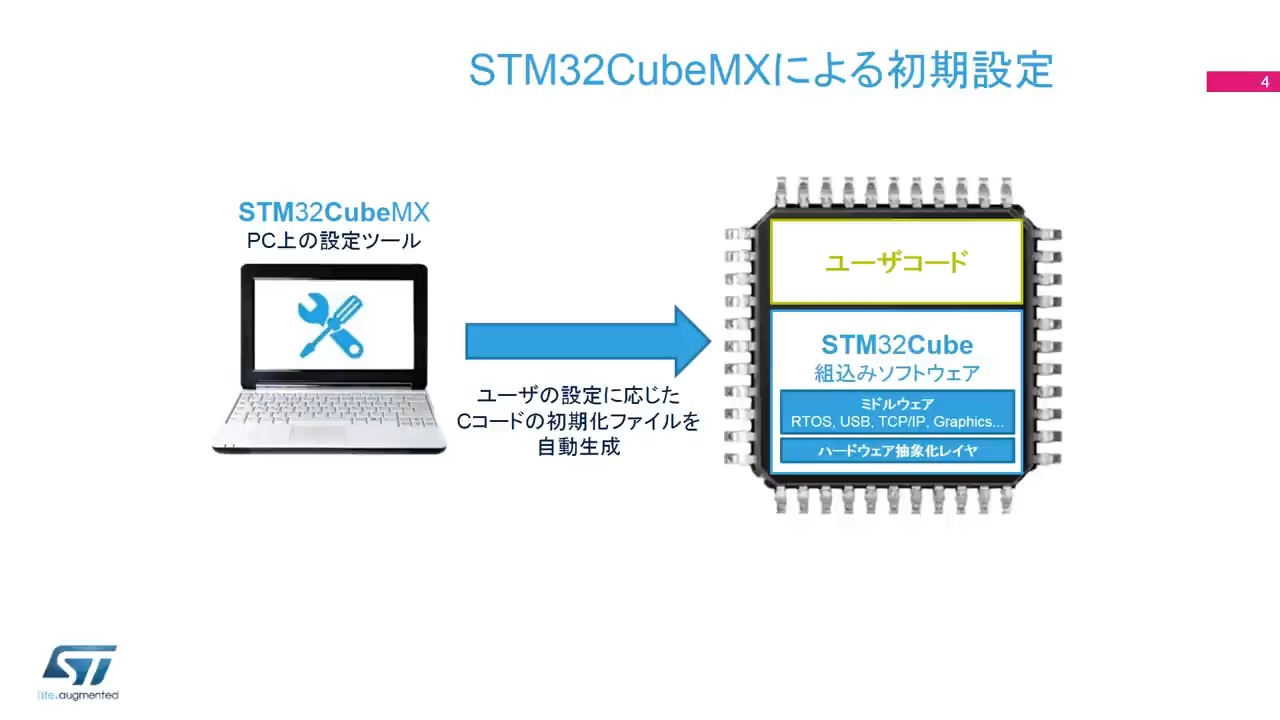 STM32CubeMXによる初期設定
4
STM32CubeMX
PC上の設定ツール
ユーザの設定に応じた
Cコードの初期化ファイルを
自動生成
ユーザコード
STM32Cube
組込みソフトウェア
ミドルウェア
RTOS, USB, TCP/IP, Graphics...
ハードウェア抽象化レイヤ
ST
life.augmented